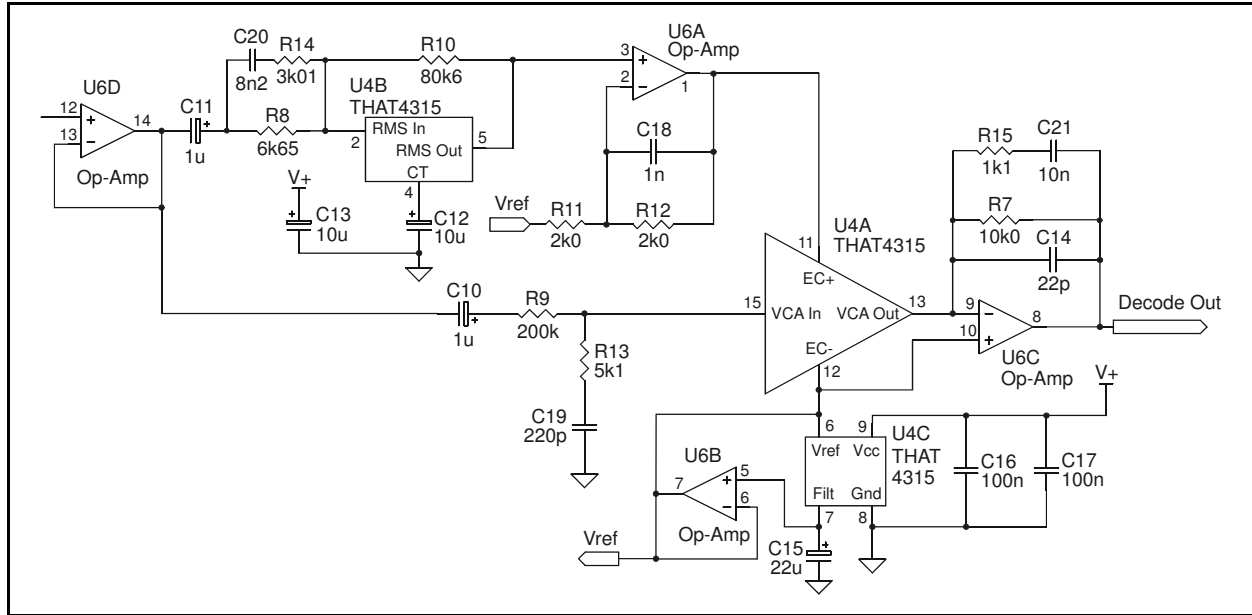 U6D
12
+
13
−
14
Op-Amp
C11
+
1u
C20
8n2
R14
3k01
R8
6k65
R10
80k6
U4B
THAT4315
RMS In
2
RMS Out
5
CT
4
V+
+
C13
10u
+
C12
10u
U6A
Op-Amp
3
+
2
−
1
C18
1n
Vref
R11
2k0
R12
2k0
C10
+
1u
R9
200k
R13
5k1
C19
220p
U4A
THAT4315
11
EC+
15
VCA In
VCA Out
13
EC-
12
R15
1k1
C21
10n
R7
10k0
C14
22p
9
−
10
+
8
U6C
Op-Amp
Decode Out
V+
6
9
Vref
Vcc
Filt
Gnd
7
8
U4C
THAT
4315
C16
100n
C17
100n
U6B
7
5
+
6
−
Op-Amp
Vref
C15
+
22u